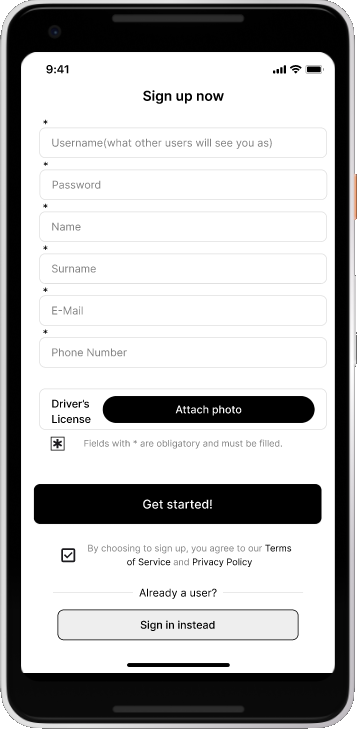 9:41
Sign up now
*
Username(what other users will see you as)
*
Password
*
Name
*
Surname
*
E-Mail
*
Phone Number
Driver's
License
Attach photo
* Fields with * are obligatory and must be filled.
Get started!
By choosing to sign up, you agree to our Terms
of Service and Privacy Policy
Already a user?
Sign in instead